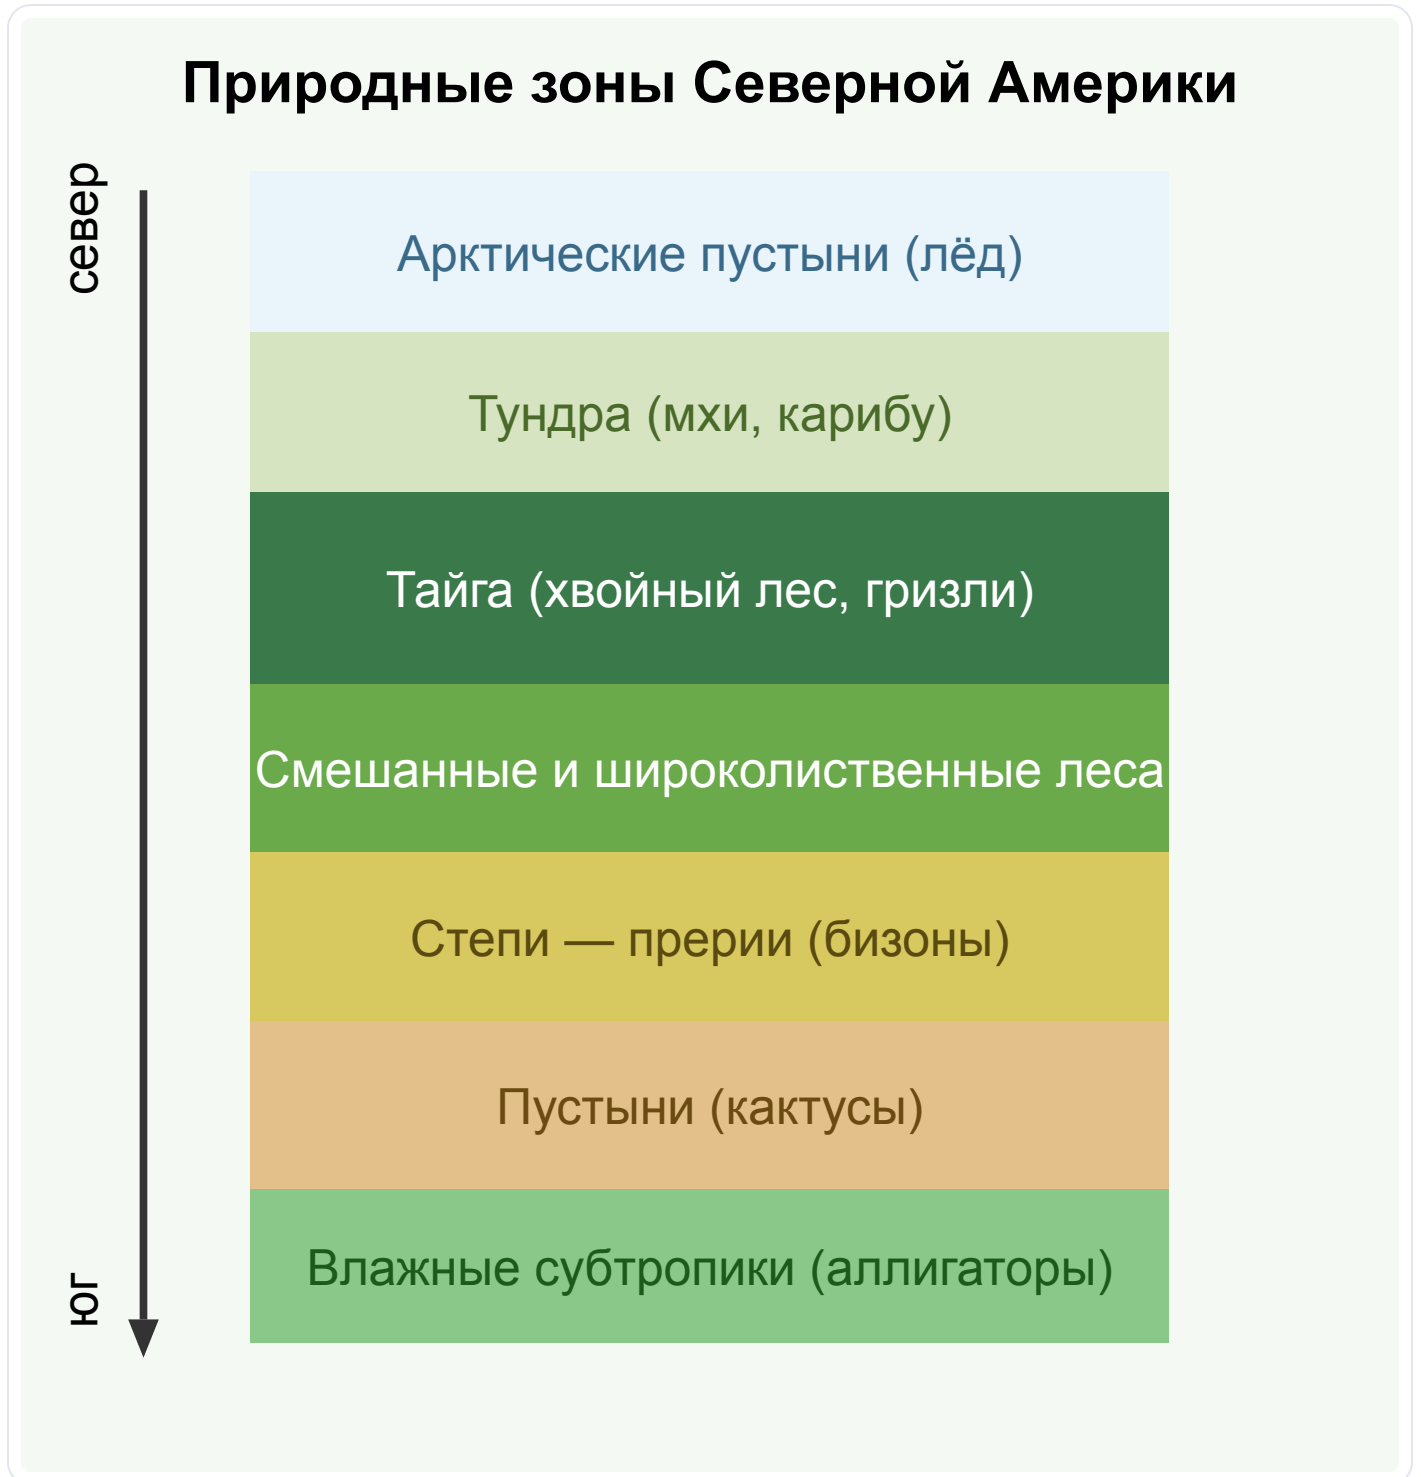 Природные зоны Северной Америки
север
Арктические пустыни (лёд)
Тундра (мхи, карибу)
Тайга (хвойный лес, гризли)
Смешанные и широколиственные леса
Степи — прерии (бизоны)
Пустыни (кактусы)
Влажные субтропики (аллигаторы)
юг